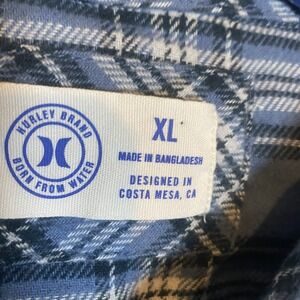 HURLEY BRAND
BORN FROM WATER
XL
MADE IN BANGLADESH
DESIGNED IN
COSTA MESA, CA